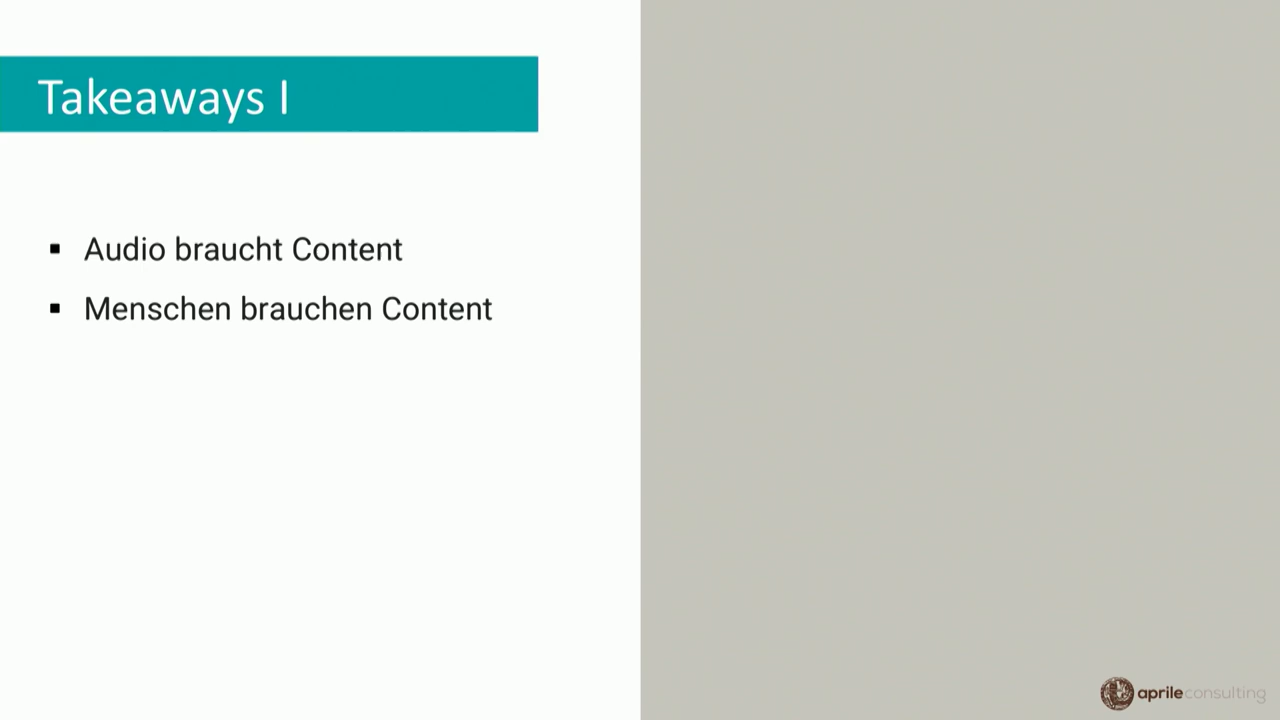 Takeaways I
Audio braucht Content
Menschen brauchen Content
aprileconsulting